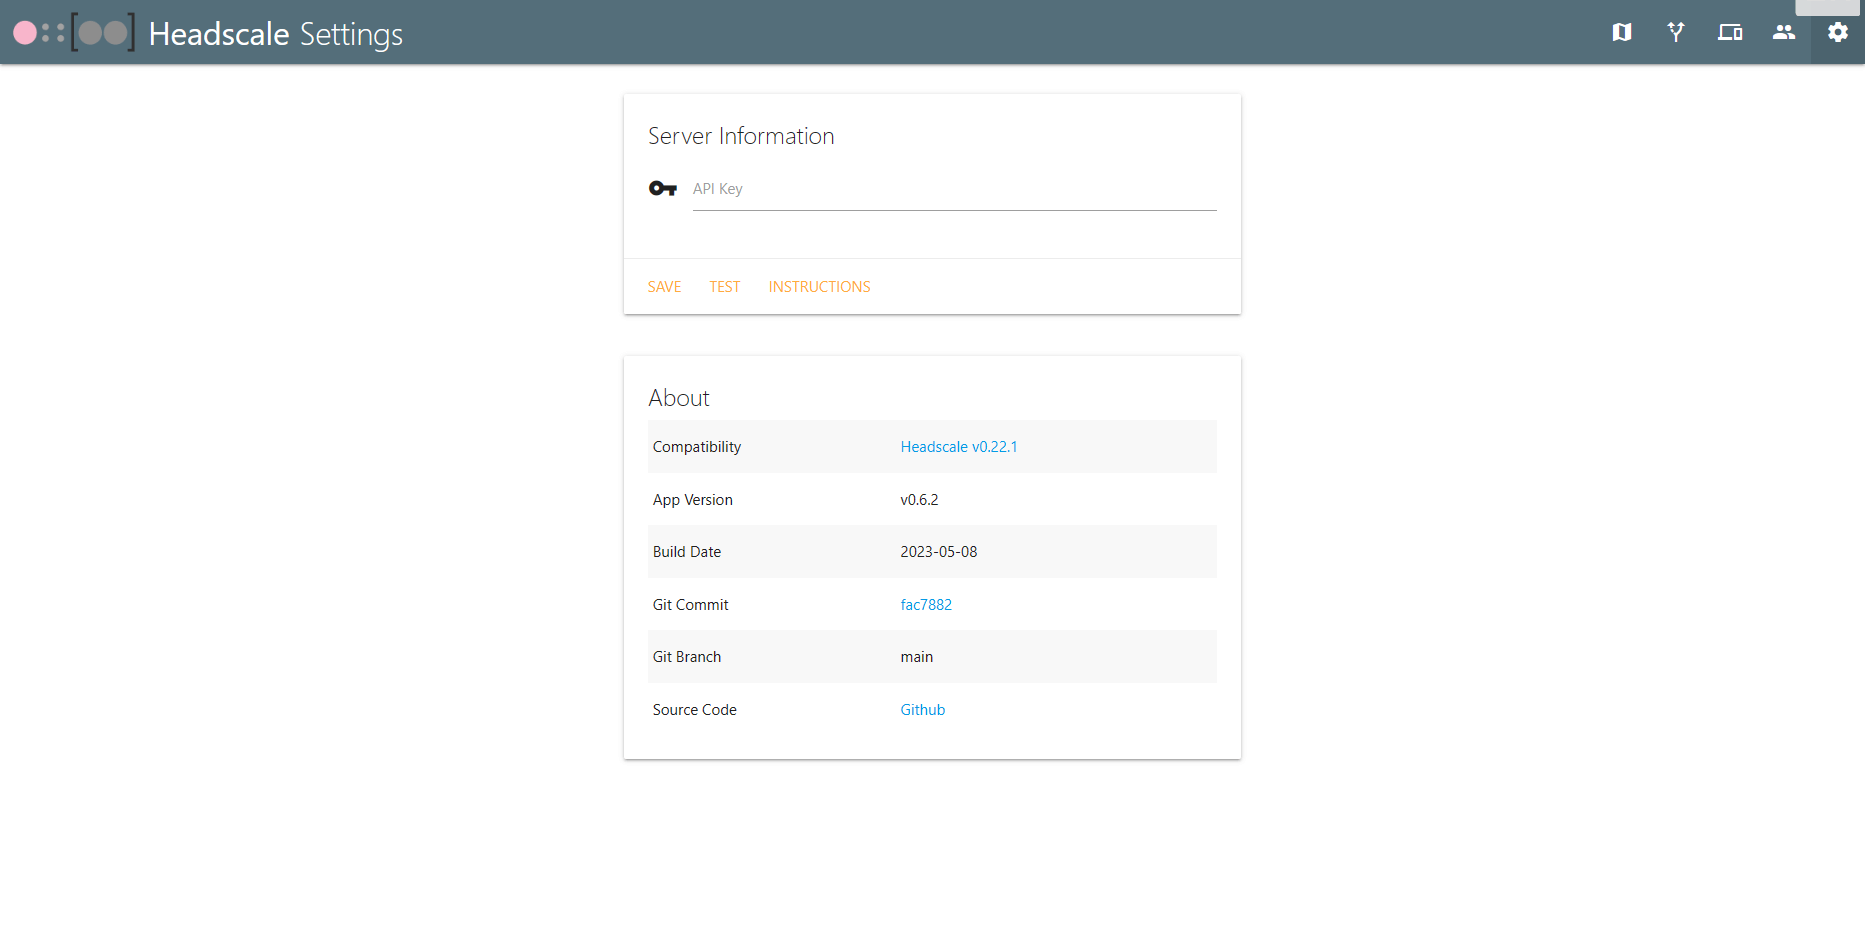 Headscale Settings
Server Information
API Key
SAVE TEST INSTRUCTIONS
About
Compatibility Headscale v0.22.1
App Version v0.6.2
Build Date 2023-05-08
Git Commit fac7882
Git Branch main
Source Code Github